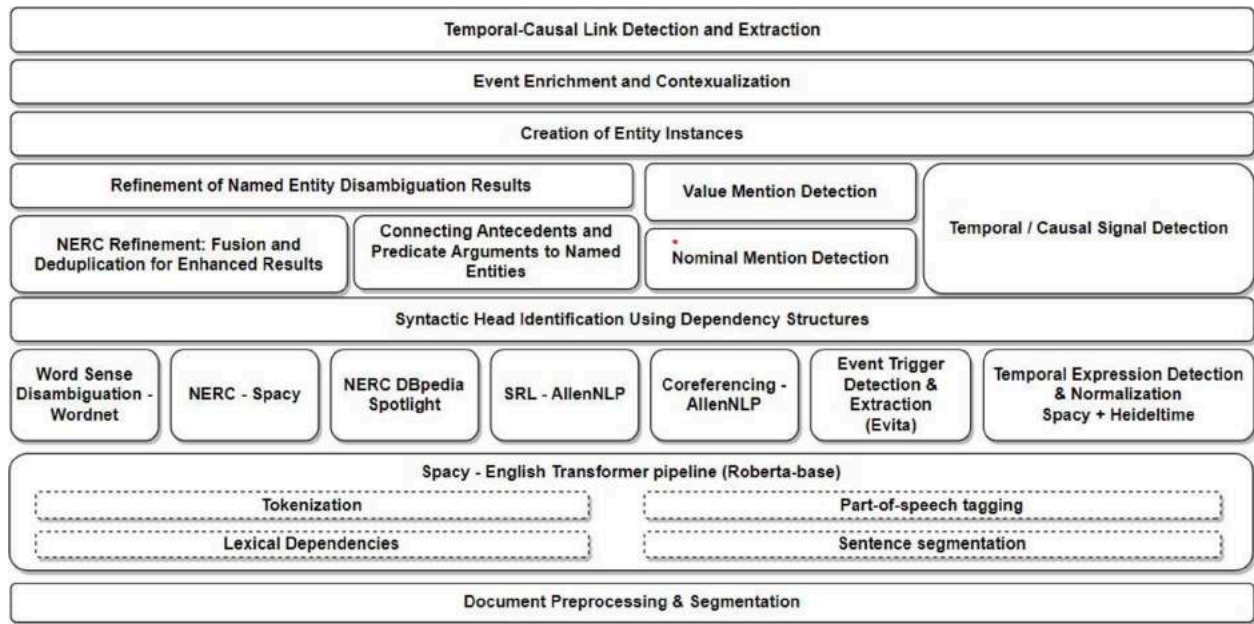 Temporal-Causal Link Detection and Extraction
Event Enrichment and Contexualization
Creation of Entity Instances
Refinement of Named Entity Disambiguation Results
Value Mention Detection
Temporal / Causal Signal Detection
NERC Refinement: Fusion and
Deduplication for Enhanced Results
Connecting Antecedents and
Predicate Arguments to Named
Entities
Nominal Mention Detection
Syntactic Head Identification Using Dependency Structures
Word Sense
Disambiguation -
Wordnet
NERC - Spacy
NERC DBpedia
Spotlight
SRL - AllenNLP
Coreferencing -
AllenNLP
Event Trigger
Detection &
Extraction
(Evita)
Temporal Expression Detection
& Normalization
Spacy + Heideltime
Spacy - English Transformer pipeline (Roberta-base)
Tokenization
Part-of-speech tagging
Lexical Dependencies
Sentence segmentation
Document Preprocessing & Segmentation